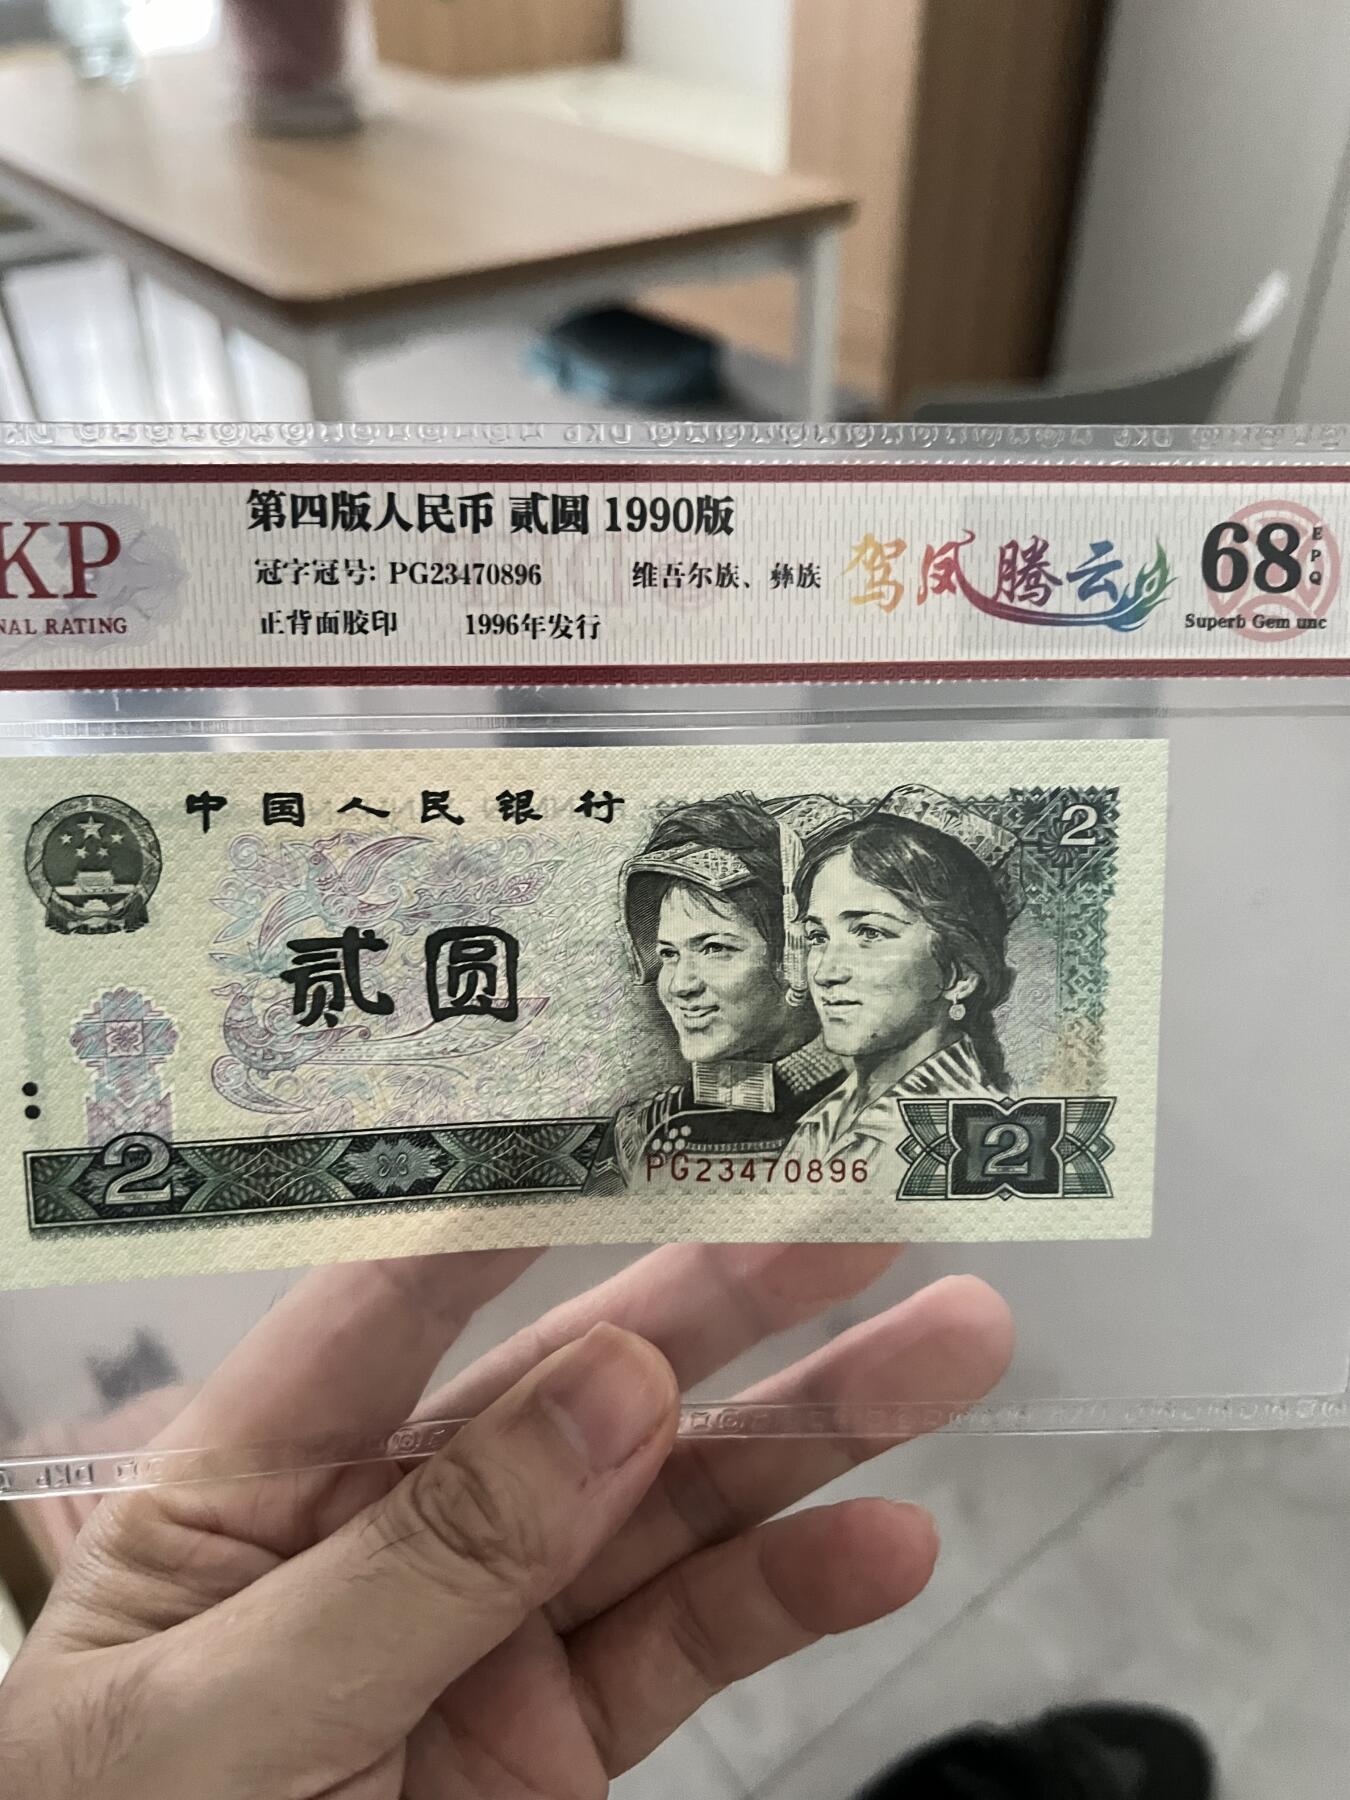 第四版人民币 贰圆 1990版
KP
冠字冠号: PG23470896 维吾尔族、彝族
NAL RATING
正背面胶印 1996年发行
驾凤腾云
68
EPQ
Superb Gem unc
中国人民银行
2
贰圆
2
2
PG23470896
DKP